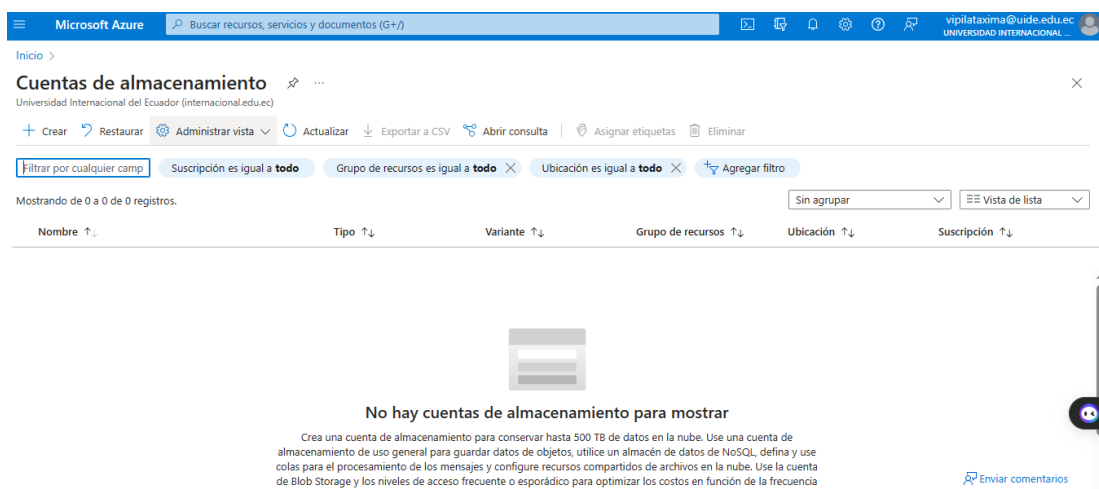 Microsoft Azure
Buscar recursos, servicios y documentos (G+/)
vipilataxima@uide.edu.ec
UNIVERSIDAD INTERNACIONAL ...
Inicio >
Cuentas de almacenamiento ...
Universidad Internacional del Ecuador (internacional.edu.ec)
+ Crear Restaurar Administrar vista Actualizar Exportar a CSV Abrir consulta Asignar etiquetas Eliminar
Filtrar por cualquier camp Suscripción es igual a todo Grupo de recursos es igual a todo Ubicación es igual a todo Agregar filtro
Mostrando de 0 a 0 de 0 registros. Sin agrupar Vista de lista
Nombre ↑↓ Tipo ↑↓ Variante ↑↓ Grupo de recursos ↑↓ Ubicación ↑↓ Suscripción ↑↓
No hay cuentas de almacenamiento para mostrar
Crea una cuenta de almacenamiento para conservar hasta 500 TB de datos en la nube. Use una cuenta de
almacenamiento de uso general para guardar datos de objetos, utilice un almacén de datos de NoSQL, defina y use
colas para el procesamiento de los mensajes y configure recursos compartidos de archivos en la nube. Use la cuenta
de Blob Storage y los niveles de acceso frecuente o esporádico para optimizar los costos en función de la frecuencia
Enviar comentarios